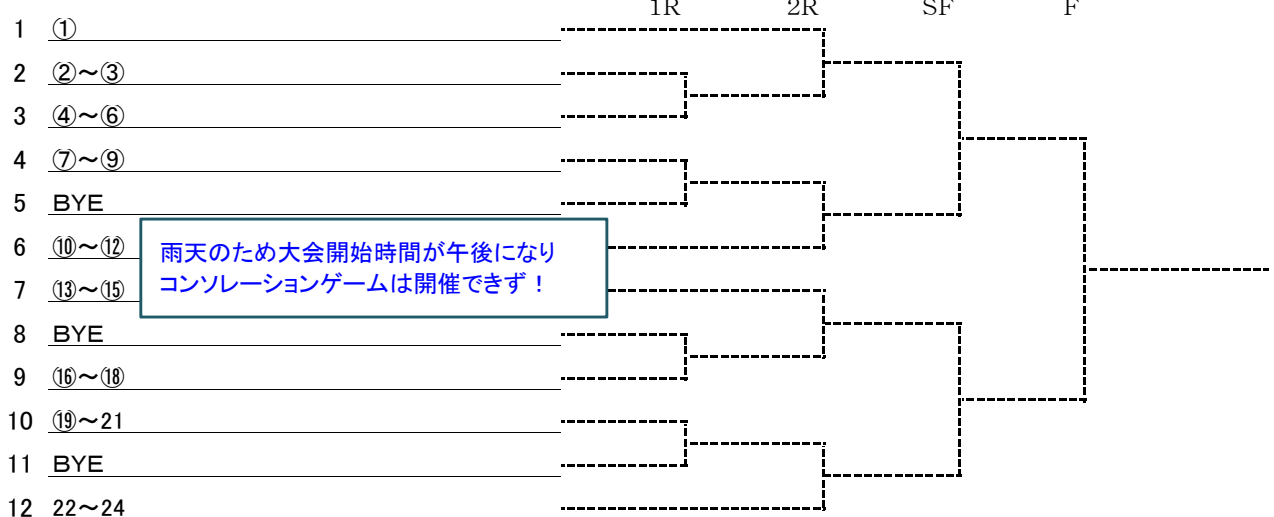 1R 2R SF F
1 ①
2 ②～③
3 ④～⑥
4 ⑦～⑨
5 BYE
6 ⑩～⑫
7 ⑬～⑮
雨天のため大会開始時間が午後になり
コンソレーションゲームは開催できず！
8 BYE
9 ⑯～⑱
10 ⑲～21
11 BYE
12 22～24